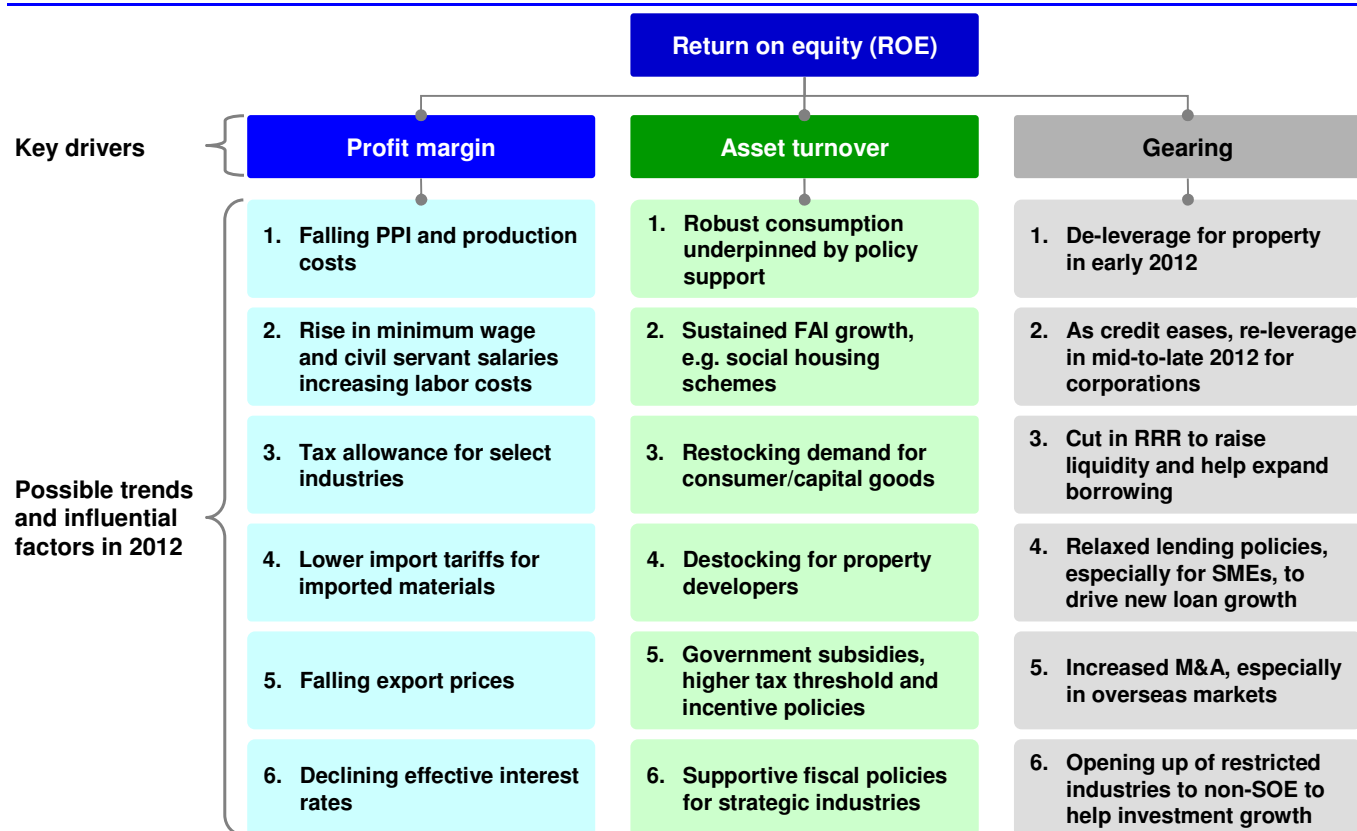 Return on equity (ROE)
Key drivers
Profit margin
Asset turnover
Gearing
Possible trends
and influential
factors in 2012
1. Falling PPI and production
costs
2. Rise in minimum wage
and civil servant salaries
increasing labor costs
3. Tax allowance for select
industries
4. Lower import tariffs for
imported materials
5. Falling export prices
6. Declining effective interest
rates
1. Robust consumption
underpinned by policy
support
2. Sustained FAI growth,
e.g. social housing
schemes
3. Restocking demand for
consumer/capital goods
4. Destocking for property
developers
5. Government subsidies,
higher tax threshold and
incentive policies
6. Supportive fiscal policies
for strategic industries
1. De-leverage for property
in early 2012
2. As credit eases, re-leverage
in mid-to-late 2012 for
corporations
3. Cut in RRR to raise
liquidity and help expand
borrowing
4. Relaxed lending policies,
especially for SMEs, to
drive new loan growth
5. Increased M&A, especially
in overseas markets
6. Opening up of restricted
industries to non-SOE to
help investment growth